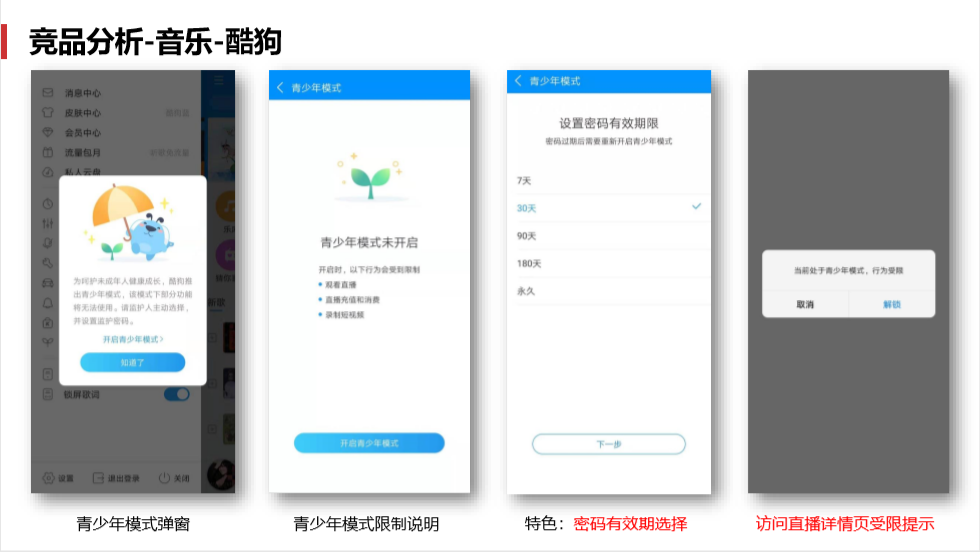 竞品分析-音乐-酷狗
消息中心
皮肤中心
会员中心
流量包月
私人云盘
为呵护未成年人健康成长，酷狗推
出青少年模式，该模式下部分功能
将无法使用。请监护人主动选择，
并设置监护密码。
开启青少年模式>
知道了
锁屏歌词
设置
退出登录
关闭
青少年模式弹窗
青少年模式
青少年模式未开启
开启时，以下行为会受到限制
• 观看直播
• 直播充值和消费
• 录制短视频
开启青少年模式
青少年模式限制说明
青少年模式
设置密码有效期限
密码过期后需要重新开启青少年模式
7天
30天
90天
180天
永久
下一步
特色：密码有效期选择
当前处于青少年模式，行为受限
取消
解锁
访问直播详情页受限提示